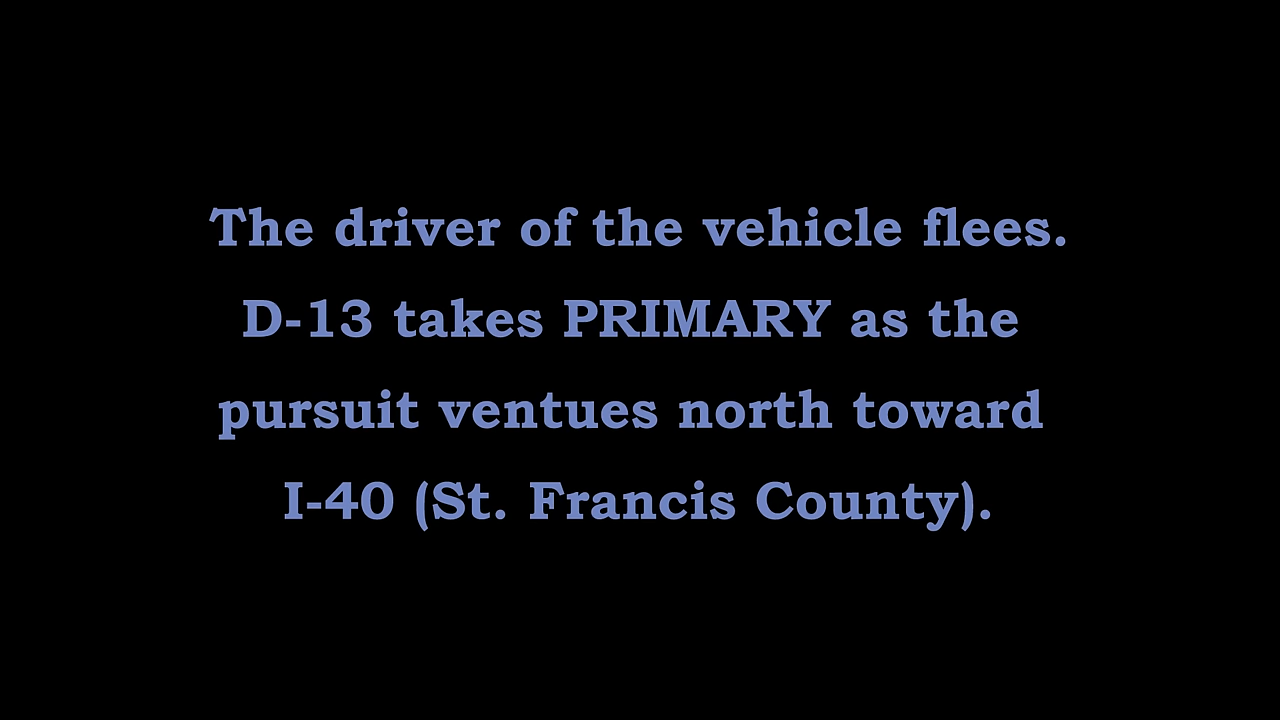 The driver of the vehicle flees.
D-13 takes PRIMARY as the
pursuit ventues north toward
I-40 (St. Francis County).